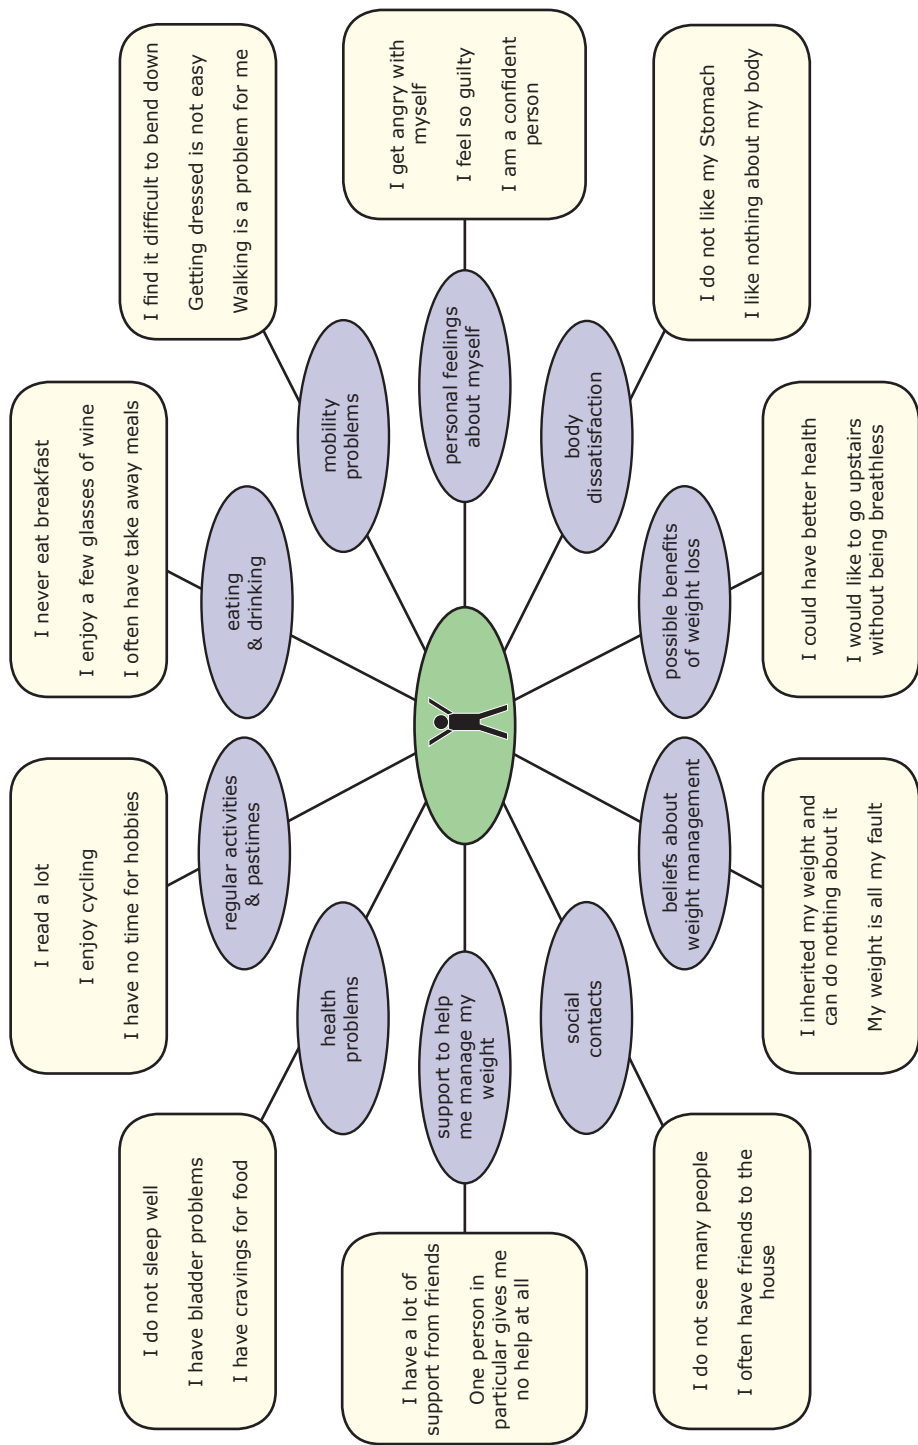 I read a lot
I enjoy cycling
I have no time for hobbies
regular activities
& pastimes
I never eat breakfast
I enjoy a few glasses of wine
I often have take away meals
eating
& drinking
I do not sleep well
I have bladder problems
I have cravings for food
health
problems
I find it difficult to bend down
Getting dressed is not easy
Walking is a problem for me
mobility
problems
I have a lot of
support from friends
One person in
particular gives me
no help at all
support to help
me manage my
weight
personal feelings
about myself
I get angry with
myself
I feel so guilty
I am a confident
person
social
contacts
I do not see many people
I often have friends to the
house
body
dissatisfaction
I do not like my Stomach
I like nothing about my body
beliefs about
weight management
I inherited my weight and
can do nothing about it
My weight is all my fault
possible benefits
of weight loss
I could have better health
I would like to go upstairs
without being breathless